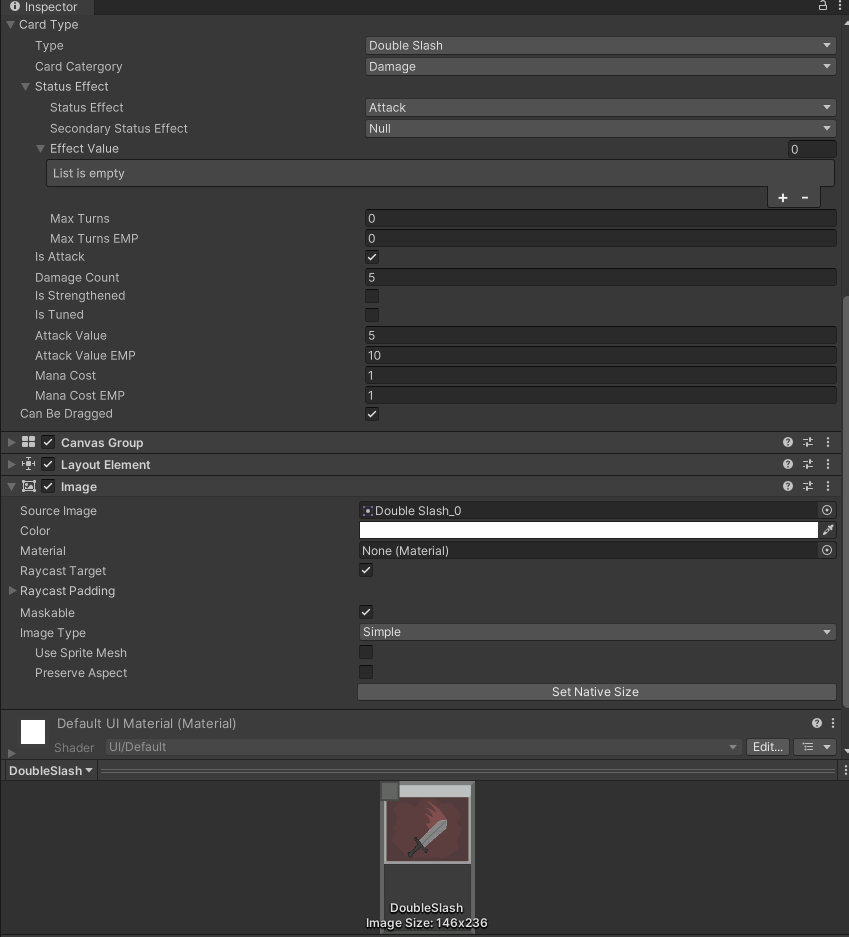 Inspector
Card Type
Type Double Slash
Card Catergory Damage
Status Effect
Status Effect Attack
Secondary Status Effect Null
Effect Value 0
List is empty
+ -
Max Turns 0
Max Turns EMP 0
Is Attack
Damage Count 5
Is Strengthened
Is Tuned
Attack Value 5
Attack Value EMP 10
Mana Cost 1
Mana Cost EMP 1
Can Be Dragged
Canvas Group
Layout Element
Image
Source Image Double Slash_0
Color
Material None (Material)
Raycast Target
Raycast Padding
Maskable
Image Type Simple
Use Sprite Mesh
Preserve Aspect
Set Native Size
Default UI Material (Material)
Shader UI/Default Edit...
DoubleSlash
DoubleSlash
Image Size: 146x236